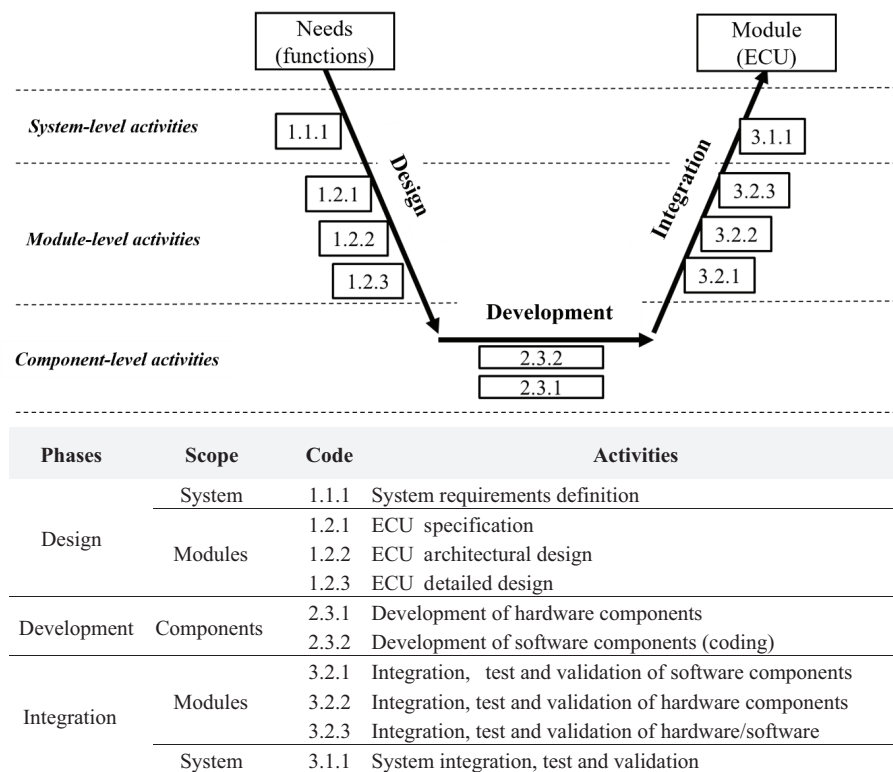 Needs
(functions)
Module
(ECU)
System-level activities
1.1.1
3.1.1
Design
Integration
1.2.1
3.2.3
Module-level activities
1.2.2
3.2.2
1.2.3
3.2.1
Development
Component-level activities
2.3.2
2.3.1
Phases Scope Code Activities
System 1.1.1 System requirements definition
Design
Modules
1.2.1 ECU specification
1.2.2 ECU architectural design
1.2.3 ECU detailed design
Development Components
2.3.1 Development of hardware components
2.3.2 Development of software components (coding)
Integration
Modules
3.2.1 Integration, test and validation of software components
3.2.2 Integration, test and validation of hardware components
3.2.3 Integration, test and validation of hardware/software
System 3.1.1 System integration, test and validation